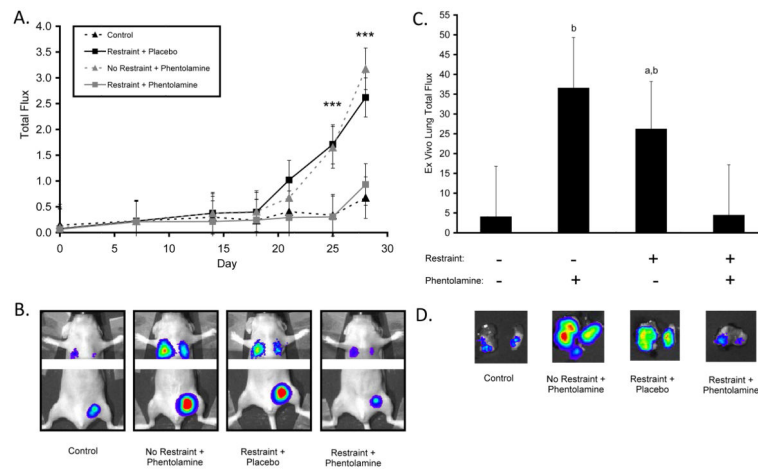 A.
Control
Restraint + Placebo
No Restraint + Phentolamine
Restraint + Phentolamine
***
***
Total Flux
4.0
3.5
3.0
2.5
2.0
1.5
1.0
0.5
0.0
0 5 10 15 20 25 30
Day
B.
Control
No Restraint +
Phentolamine
Restraint +
Placebo
Restraint +
Phentolamine
C.
Ex Vivo Lung Total Flux
55
50
45
40
35
30
25
20
15
10
5
0
b
a,b
Restraint: - - + +
Phentolamine: - + - +
D.
Control
No Restraint +
Phentolamine
Restraint +
Placebo
Restraint +
Phentolamine